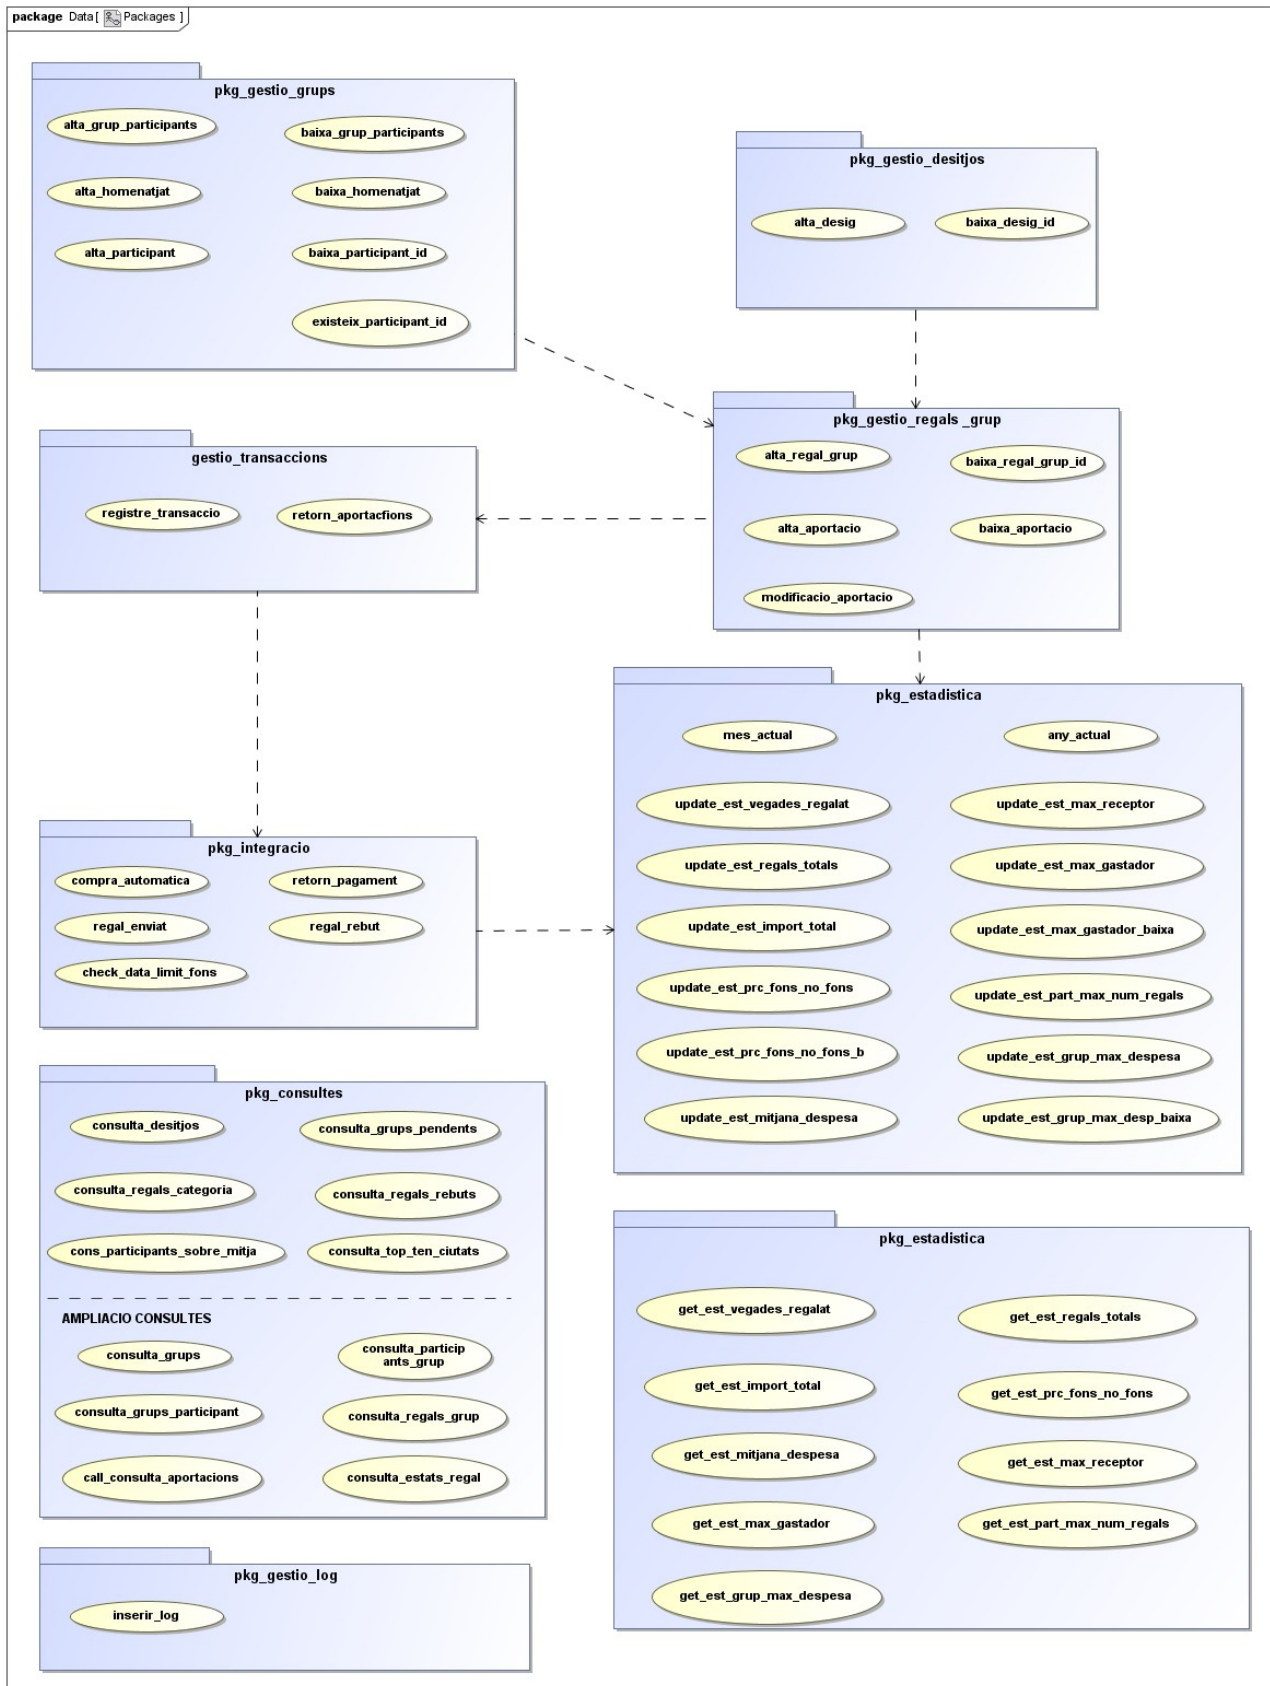 package Data [ Packages ]
pkg_gestio_grups
alta_grup_participants
baixa_grup_participants
alta_homenatjat
baixa_homenatjat
alta_participant
baixa_participant_id
existeix_participant_id
pkg_gestio_desitjos
alta_desig
baixa_desig_id
pkg_gestio_regals _grup
alta_regal_grup
baixa_regal_grup_id
alta_aportacio
baixa_aportacio
modificacio_aportacio
gestio_transaccions
registre_transaccio
retorn_aportacfions
pkg_estadistica
mes_actual
any_actual
update_est_vegades_regalat
update_est_max_receptor
update_est_regals_totals
update_est_max_gastador
update_est_import_total
update_est_max_gastador_baixa
update_est_prc_fons_no_fons
update_est_part_max_num_regals
update_est_prc_fons_no_fons_b
update_est_grup_max_despesa
update_est_mitjana_despesa
update_est_grup_max_desp_baixa
pkg_integracio
compra_automatica
retorn_pagament
regal_enviat
regal_rebut
check_data_limit_fons
pkg_consultes
consulta_desitjos
consulta_grups_pendents
consulta_regals_categoria
consulta_regals_rebuts
cons_participants_sobre_mitja
consulta_top_ten_ciutats
AMPLIACIO CONSULTES
consulta_grups
consulta_particip
ants_grup
consulta_grups_participant
consulta_regals_grup
call_consulta_aportacions
consulta_estats_regal
pkg_estadistica
get_est_vegades_regalat
get_est_regals_totals
get_est_import_total
get_est_prc_fons_no_fons
get_est_mitjana_despesa
get_est_max_receptor
get_est_max_gastador
get_est_part_max_num_regals
get_est_grup_max_despesa
pkg_gestio_log
inserir_log